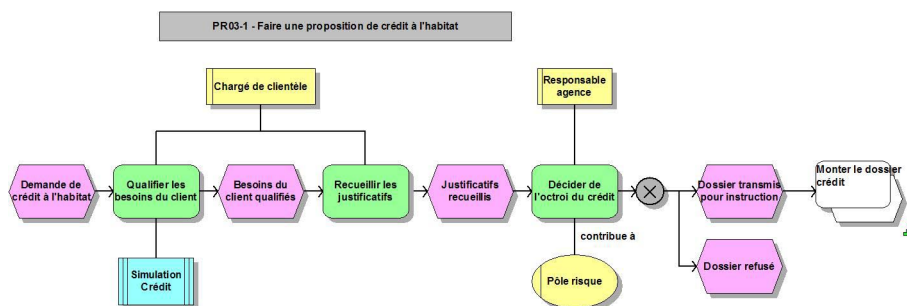 PR03-1 - Faire une proposition de crédit à l'habitat
Chargé de clientèle
Responsable
agence
Demande de
crédit à l'habitat
Qualifier les
besoins du client
Besoins du
client qualifiés
Recueillir les
justificatifs
Justificatifs
recueillis
Décider de
l'octroi du crédit
Dossier transmis
pour instruction
Monter le dossier
crédit
contribue à
Simulation
Crédit
Pôle risque
Dossier refusé